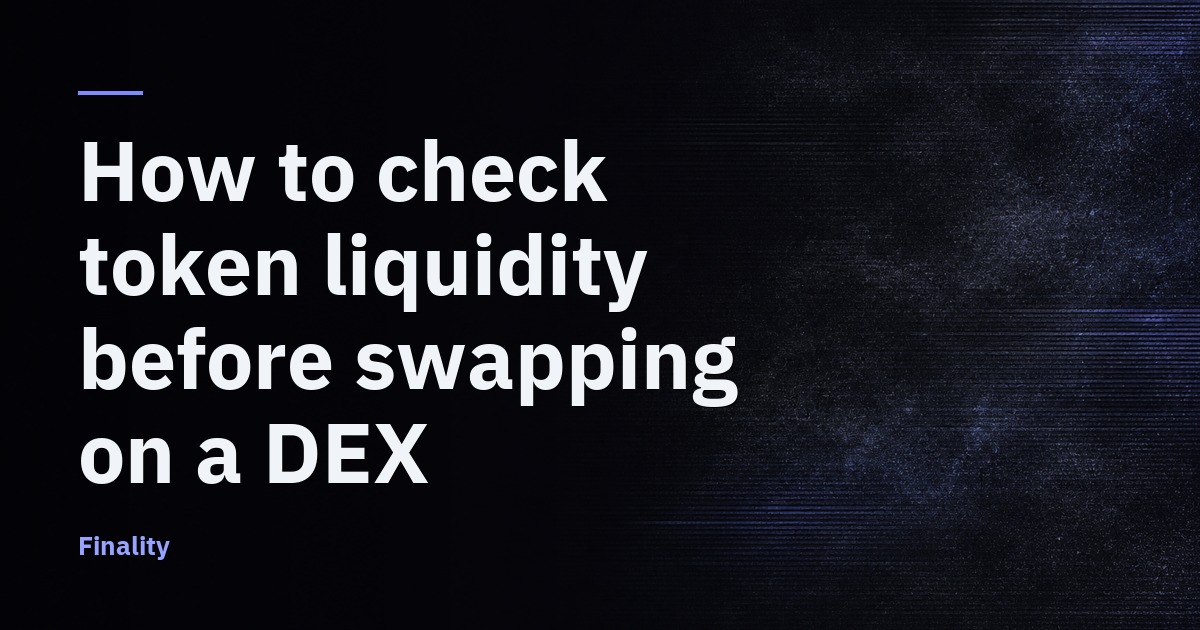 How to check
token liquidity
before swapping
on a DEX
Finality